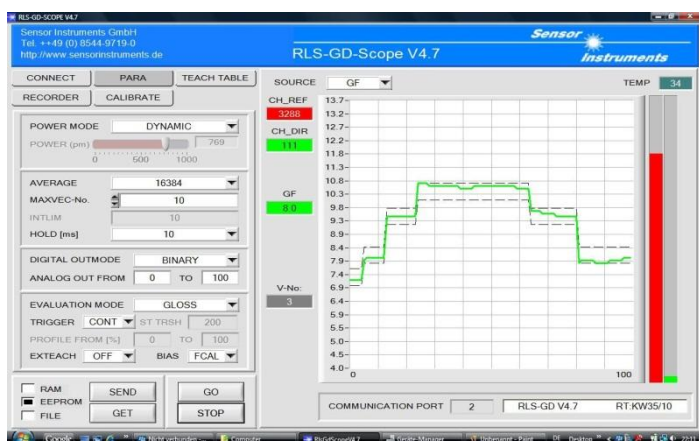 RLS-GD-SCOPE V4.7
Sensor Instruments GmbH
Tel. ++49 (0) 8544-9719-0
http://www.sensorinstruments.de
RLS-GD-Scope V4.7
Sensor
Instruments
CONNECT PARA TEACH TABLE
RECORDER CALIBRATE
POWER MODE DYNAMIC
POWER (pm) 769
0 500 1000
AVERAGE 16384
MAXVEC-No. 10
INTLIM 10
HOLD [ms] 10
DIGITAL OUTMODE BINARY
ANALOG OUT FROM 0 TO 100
EVALUATION MODE GLOSS
TRIGGER CONT ST TRSH 200
PROFILE FROM [%] 0 TO 100
EXTEACH OFF BIAS FCAL
RAM
EEPROM
FILE
SEND GO
GET STOP
SOURCE GF TEMP 34
CH_REF
3288
CH_DIR
111
GF
8.0
V-No:
3
13.7
13.2
12.7
12.2
11.8
11.3
10.8
10.3
9.8
9.3
8.9
8.4
7.9
7.4
6.9
6.4
5.9
5.5
5.0
4.5
4.0
0 100
COMMUNICATION PORT 2 RLS-GD V4.7 RT:KW35/10
Google Nicht verbunden -... Computer RlsGdScopeV4.7 Geräte-Manager Unbenannt - Paint DE Desktop